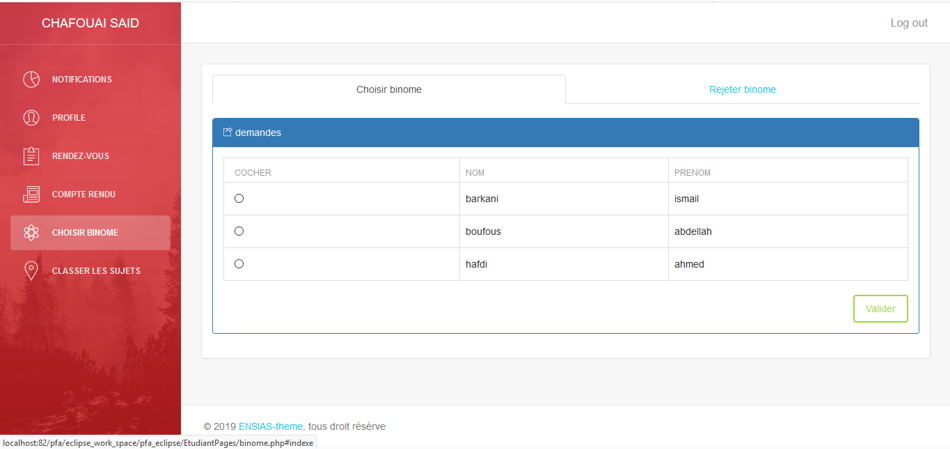 CHAFOUAI SAID
Log out
NOTIFICATIONS
PROFILE
RENDEZ-VOUS
COMPTE RENDU
CHOISIR BINOME
CLASSER LES SUJETS
Choisir binome
Rejeter binome
demandes
COCHER NOM PRENOM
barkani ismail
boufous abdellah
hafdi ahmed
Valider
© 2019 ENSIAS-theme, tous droit résérve
localhost:82/pfa/eclipse_work_space/pfa_eclipse/EtudiantPages/binome.php#indexe